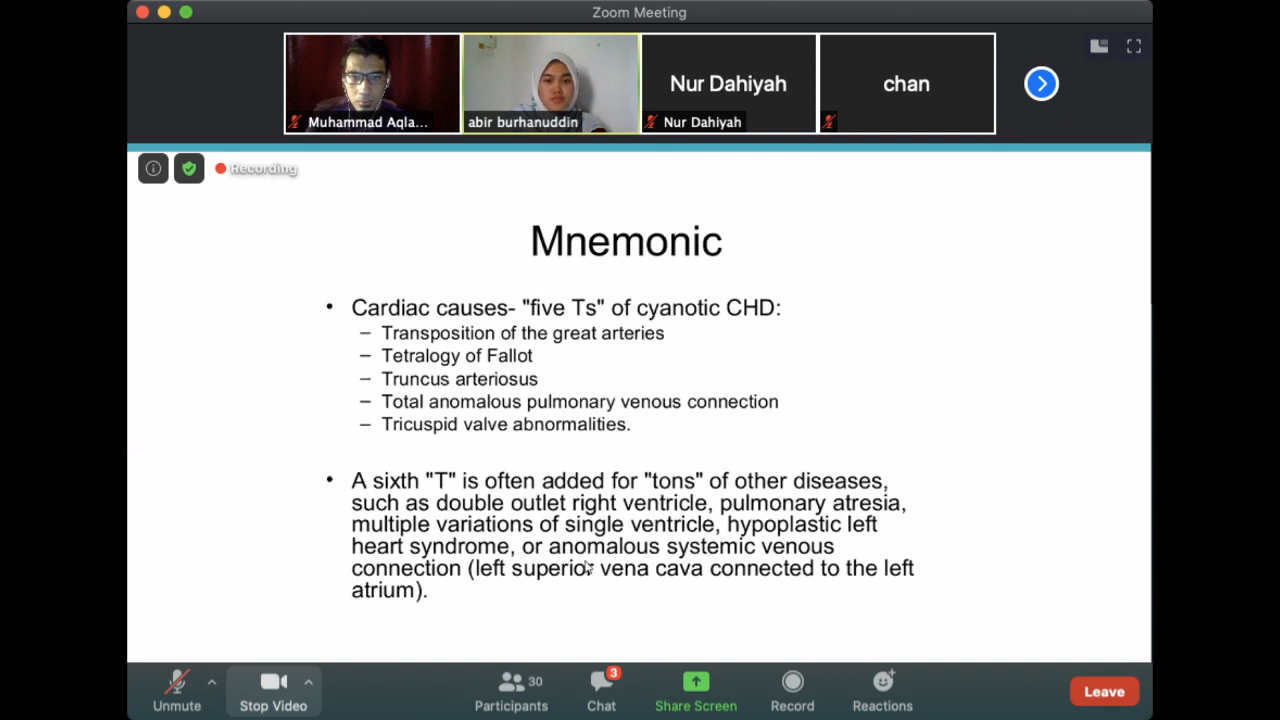 Zoom Meeting
Muhammad Aqla...
abir burhanuddin
Nur Dahiyah
Nur Dahiyah
chan
Recording
Mnemonic
• Cardiac causes- "five Ts" of cyanotic CHD:
– Transposition of the great arteries
– Tetralogy of Fallot
– Truncus arteriosus
– Total anomalous pulmonary venous connection
– Tricuspid valve abnormalities.
• A sixth "T" is often added for "tons" of other diseases,
such as double outlet right ventricle, pulmonary atresia,
multiple variations of single ventricle, hypoplastic left
heart syndrome, or anomalous systemic venous
connection (left superior vena cava connected to the left
atrium).
Unmute
Stop Video
Participants 30
Chat 3
Share Screen
Record
Reactions
Leave